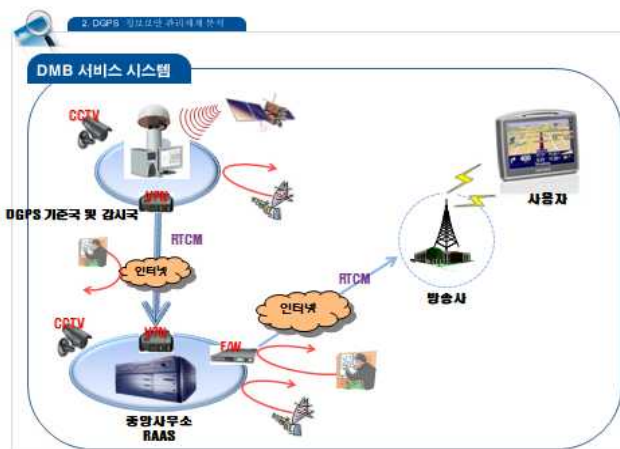 2. DGPS 정보보안 관리체계 분석
DMB 서비스 시스템
CCTV
VPN
DGPS 기준국 및 감시국
RTCM
인터넷
CCTV
VPN
F/W
중앙사무소
RAAS
인터넷
RTCM
방송사
사용자